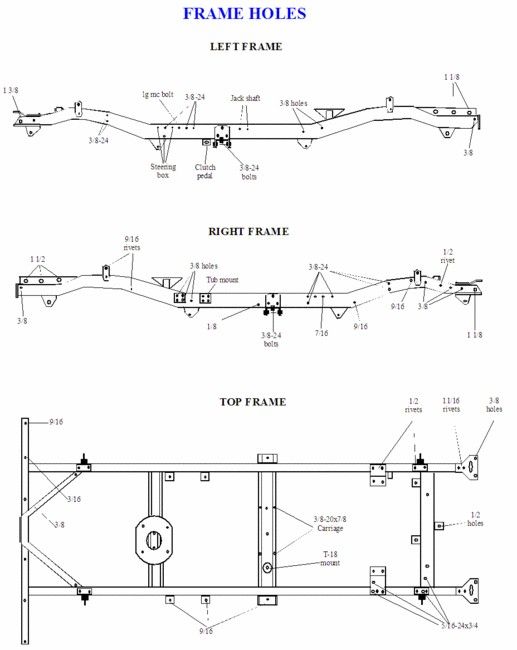 FRAME HOLES
LEFT FRAME
1 3/8
lg mc bolt
3/8-24
Jack shaft
3/8 holes
1 1/8
3/8-24
Steering
box
Clutch
pedal
3/8-24
bolts
3/8
RIGHT FRAME
1 1/2
9/16
rivets
3/8 holes
Tub mount
3/8-24
1/2
rivet
3/8
1/8
3/8-24
bolts
7/16
9/16
9/16
3/8
1 1/8
TOP FRAME
9/16
1/2
rivets
11/16
rivets
3/8
holes
3/16
3/8
3/8-20x7/8
Carriage
1/2
holes
T-18
mount
9/16
5/16-24x3/4